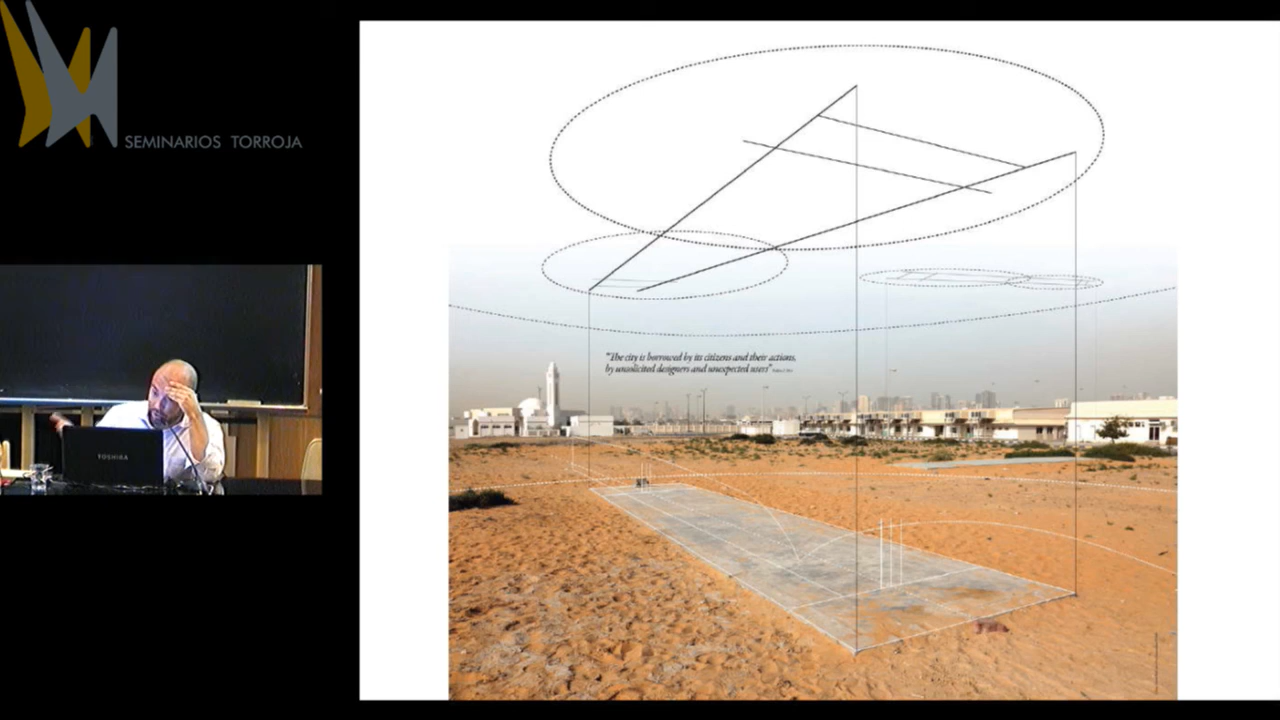 SEMINARIOS TORROJA
TOSHIBA
"The city is borrowed by its citizens and their actions,
by unsolicited designers and unexpected users"